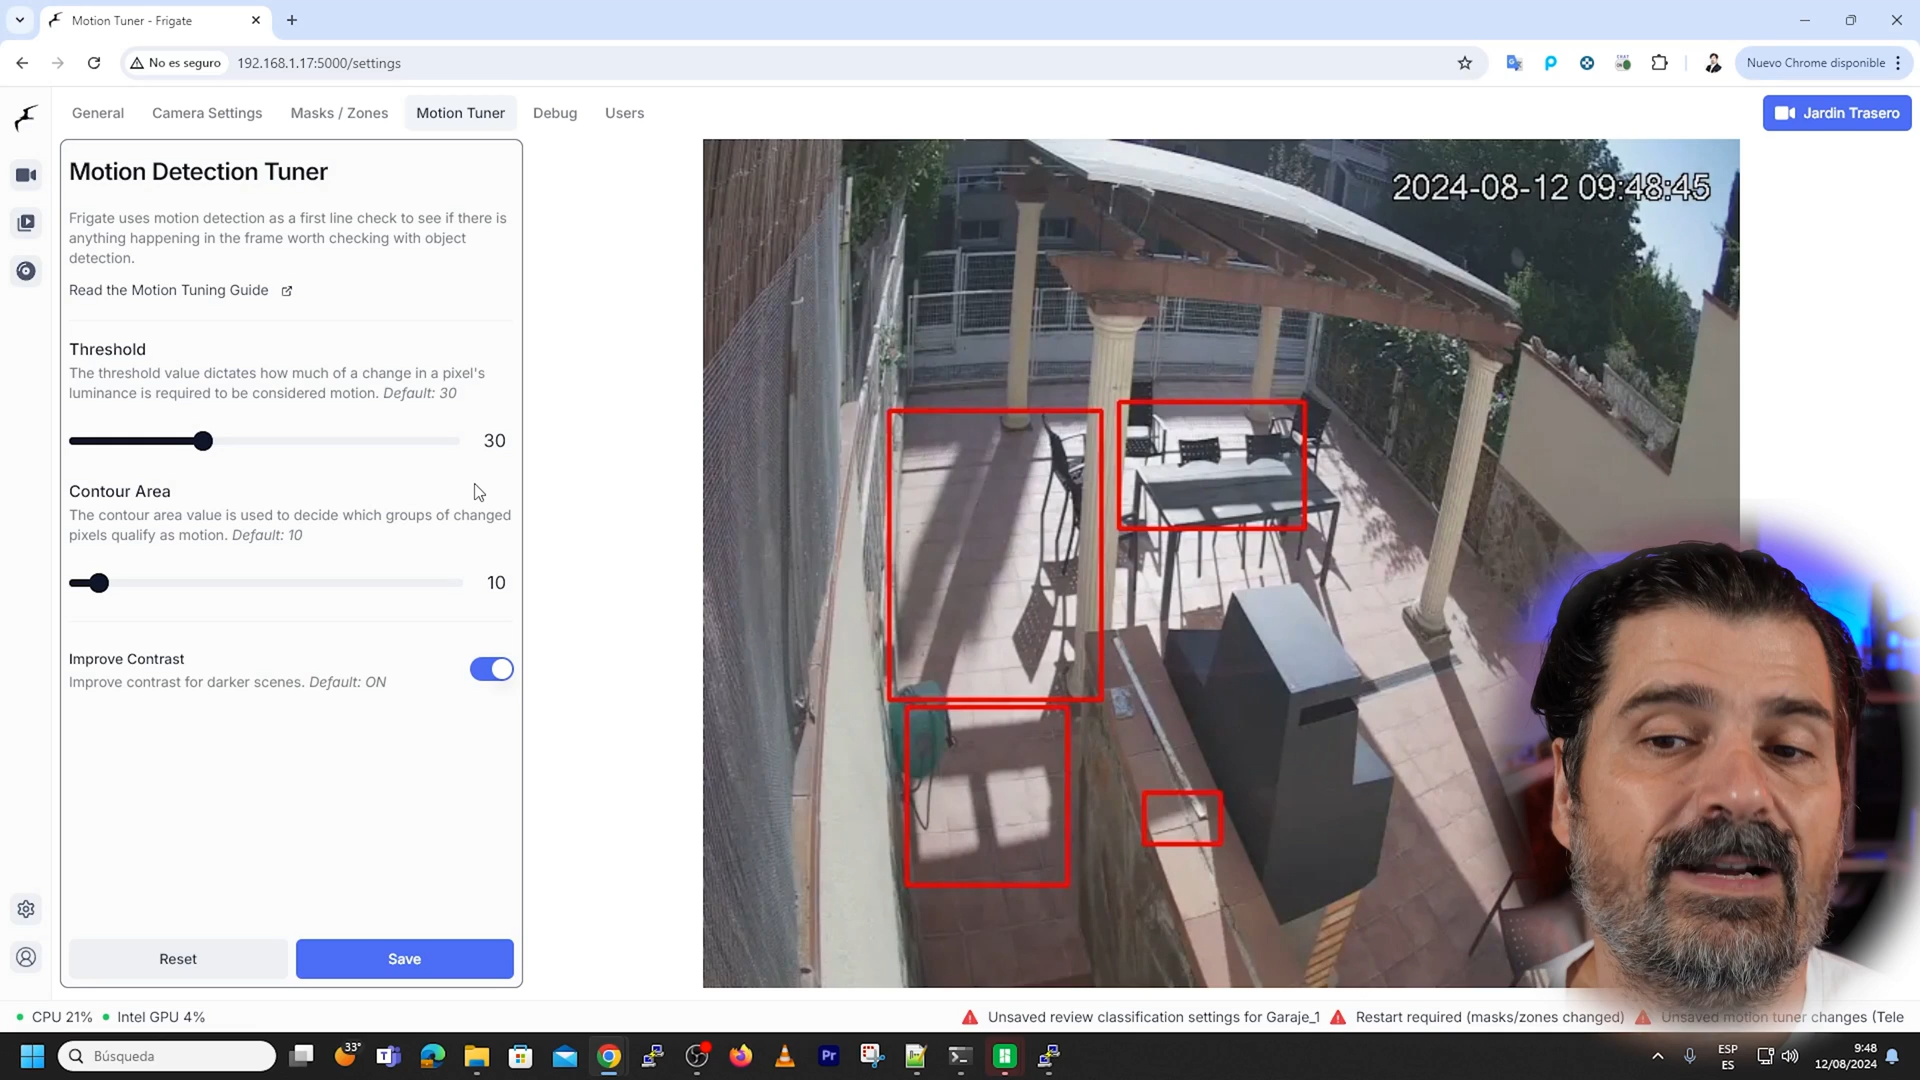 Motion Tuner - Frigate
No es seguro
192.168.1.17:5000/settings
Nuevo Chrome disponible
General
Camera Settings
Masks / Zones
Motion Tuner
Debug
Users
Jardin Trasero
Motion Detection Tuner
Frigate uses motion detection as a first line check to see if there is
anything happening in the frame worth checking with object
detection.
Read the Motion Tuning Guide
Threshold
The threshold value dictates how much of a change in a pixel's
luminance is required to be considered motion. Default: 30
30
Contour Area
The contour area value is used to decide which groups of changed
pixels qualify as motion. Default: 10
10
Improve Contrast
Improve contrast for darker scenes. Default: ON
Reset
Save
2024-08-12 09:48:45
CPU 21%
Intel GPU 4%
Unsaved review classification settings for Garaje_1
Restart required (masks/zones changed)
Unsaved motion tuner changes (Tele
Búsqueda
33°
Pr
ESP
ES
9:48
12/08/2024